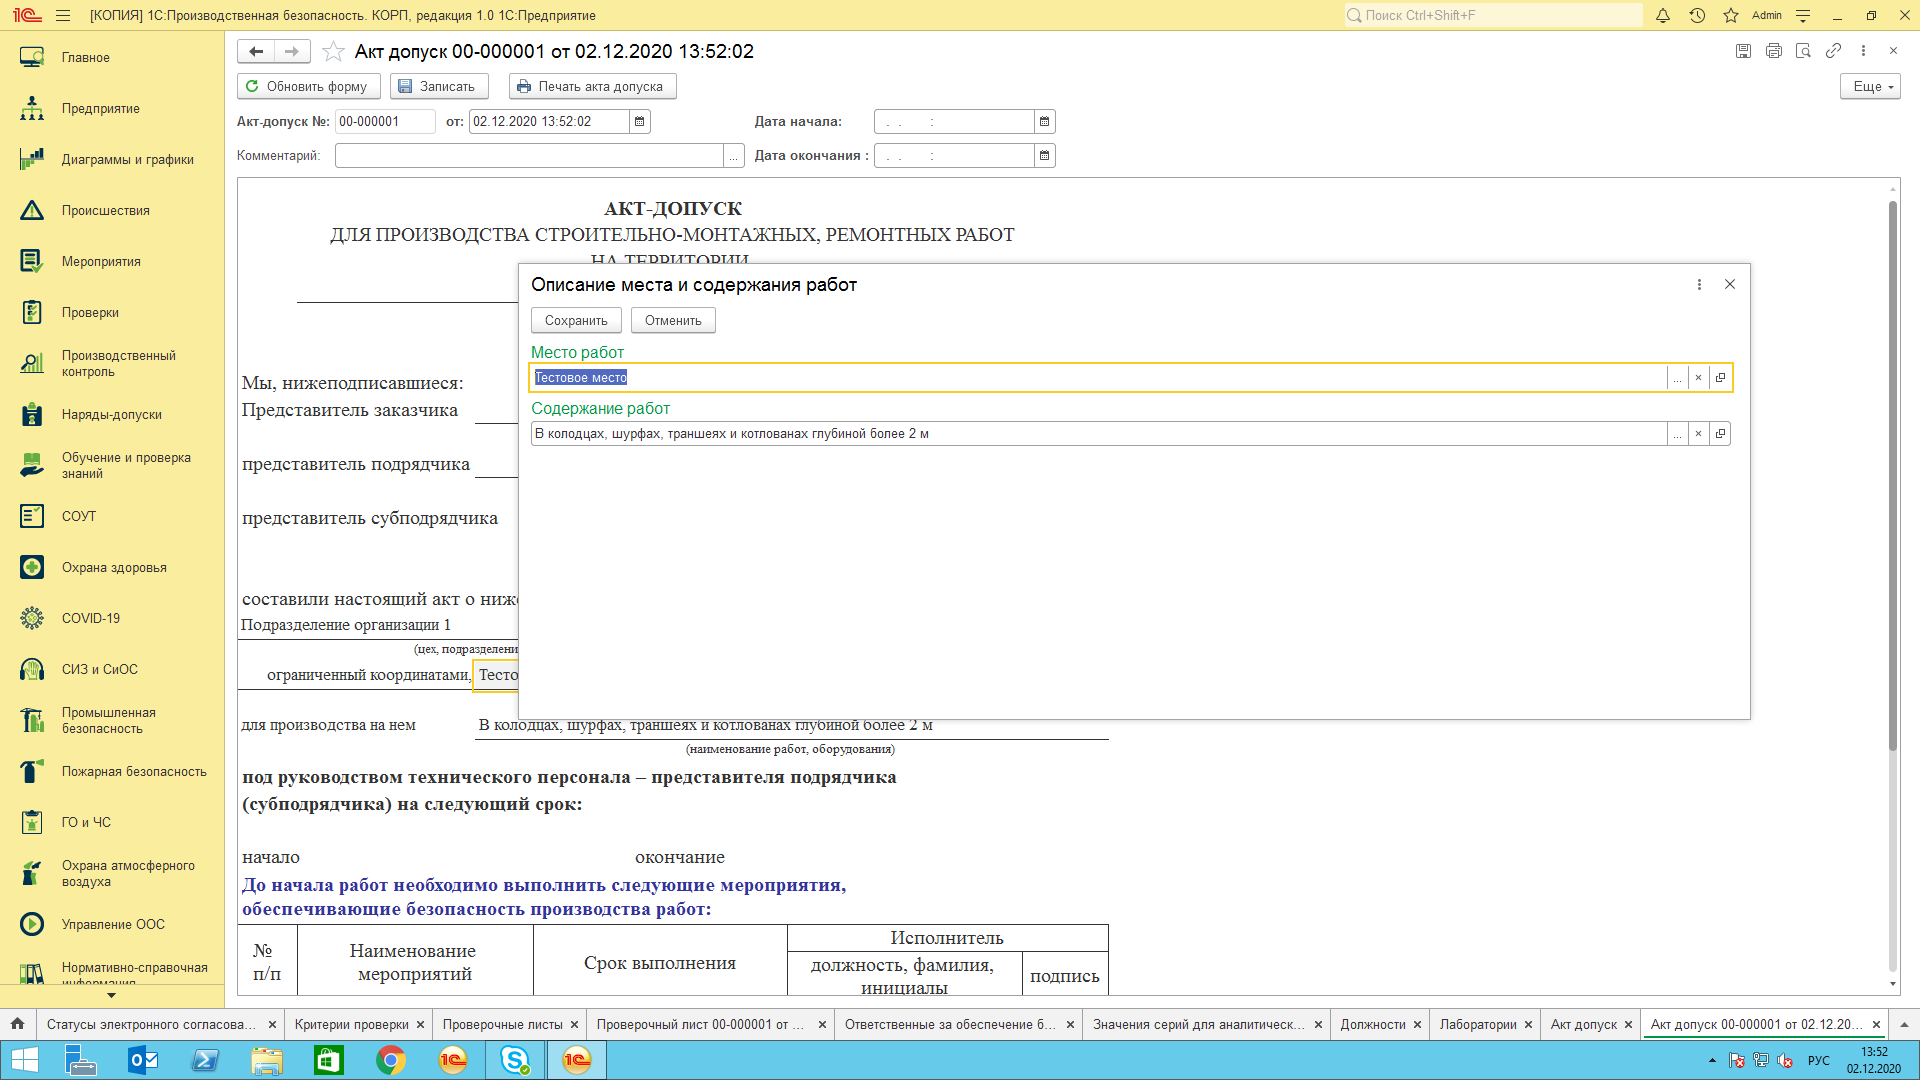 [КОПИЯ] 1С:Производственная безопасность. КОРП, редакция 1.0 1С:Предприятие
Поиск Ctrl+Shift+F
Admin
Главное
Предприятие
Диаграммы и графики
Происшествия
Мероприятия
Проверки
Производственный
контроль
Наряды-допуски
Обучение и проверка
знаний
СОУТ
Охрана здоровья
COVID-19
СИЗ и СиОС
Промышленная
безопасность
Пожарная безопасность
ГО и ЧС
Охрана атмосферного
воздуха
Управление ООС
Нормативно-справочная
информация
Акт допуск 00-000001 от 02.12.2020 13:52:02
Обновить форму
Записать
Печать акта допуска
Еще
Акт-допуск №: 00-000001 от: 02.12.2020 13:52:02 Дата начала: . . :
Комментарий: ... Дата окончания : . . :
АКТ-ДОПУСК
ДЛЯ ПРОИЗВОДСТВА СТРОИТЕЛЬНО-МОНТАЖНЫХ, РЕМОНТНЫХ РАБОТ
НА ТЕРРИТОРИИ
Мы, нижеподписавшиеся:
Представитель заказчика
представитель подрядчика
представитель субподрядчика
составили настоящий акт о ниже
Подразделение организации 1
(цех, подразделени
ограниченный координатами, Тесто
для производства на нем В колодцах, шурфах, траншеях и котлованах глубиной более 2 м
(наименование работ, оборудования)
под руководством технического персонала – представителя подрядчика
(субподрядчика) на следующий срок:
начало окончание
До начала работ необходимо выполнить следующие мероприятия,
обеспечивающие безопасность производства работ:
№
п/п
Наименование
мероприятий
Срок выполнения
Исполнитель
должность, фамилия,
инициалы
подпись
Описание места и содержания работ
Сохранить
Отменить
Место работ
Тестовое место ...
Содержание работ
В колодцах, шурфах, траншеях и котлованах глубиной более 2 м ...
Статусы электронного согласова...
Критерии проверки
Проверочные листы
Проверочный лист 00-000001 от ...
Ответственные за обеспечение б...
Значения серий для аналитическ...
Должности
Лаборатории
Акт допуск
Акт допуск 00-000001 от 02.12.20...
РУС
13:52
02.12.2020